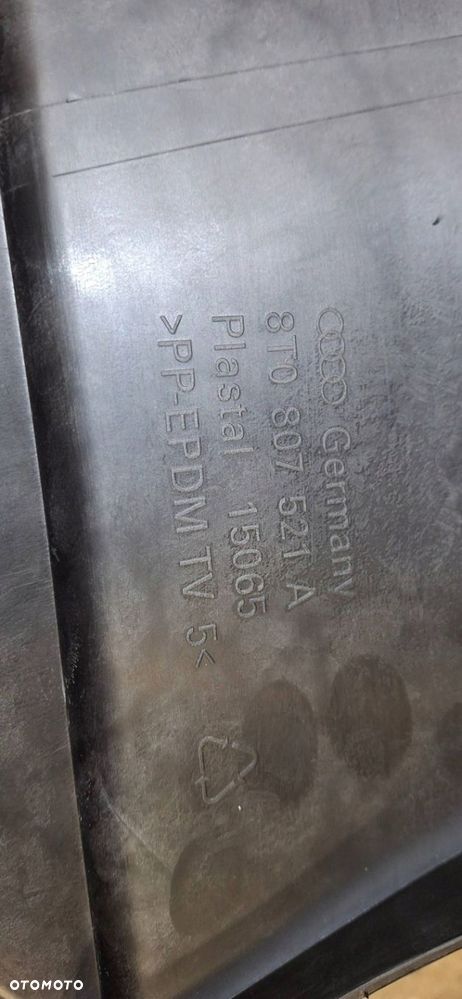 Germany
8T0 807 521 A
Plastal 15065
>PP-EPDM TV 5<
OTOMOTO